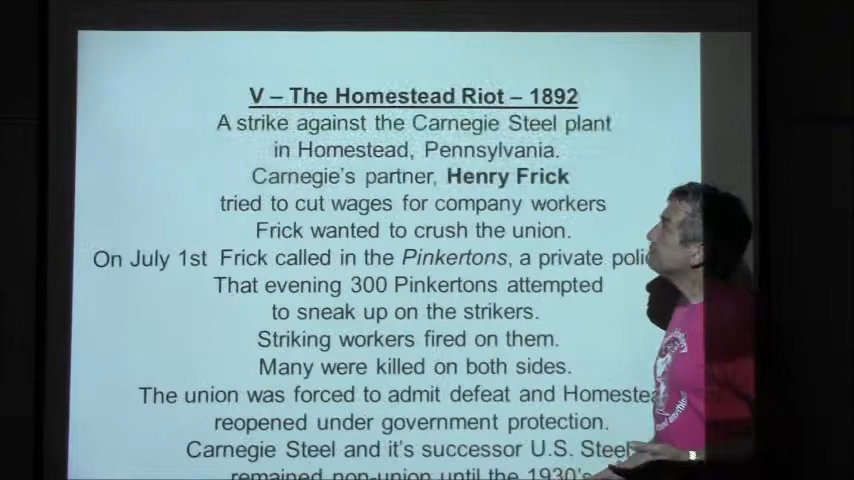 V – The Homestead Riot – 1892
A strike against the Carnegie Steel plant
in Homestead, Pennsylvania.
Carnegie's partner, Henry Frick
tried to cut wages for company workers
Frick wanted to crush the union.
On July 1st Frick called in the Pinkertons, a private
That evening 300 Pinkertons attempted
to sneak up on the strikers.
Striking workers fired on them.
Many were killed on both sides.
The union was forced to admit defeat and
reopened under government protection.
Carnegie Steel and it's successor U.S. Steel
remained non-union until the 1930's